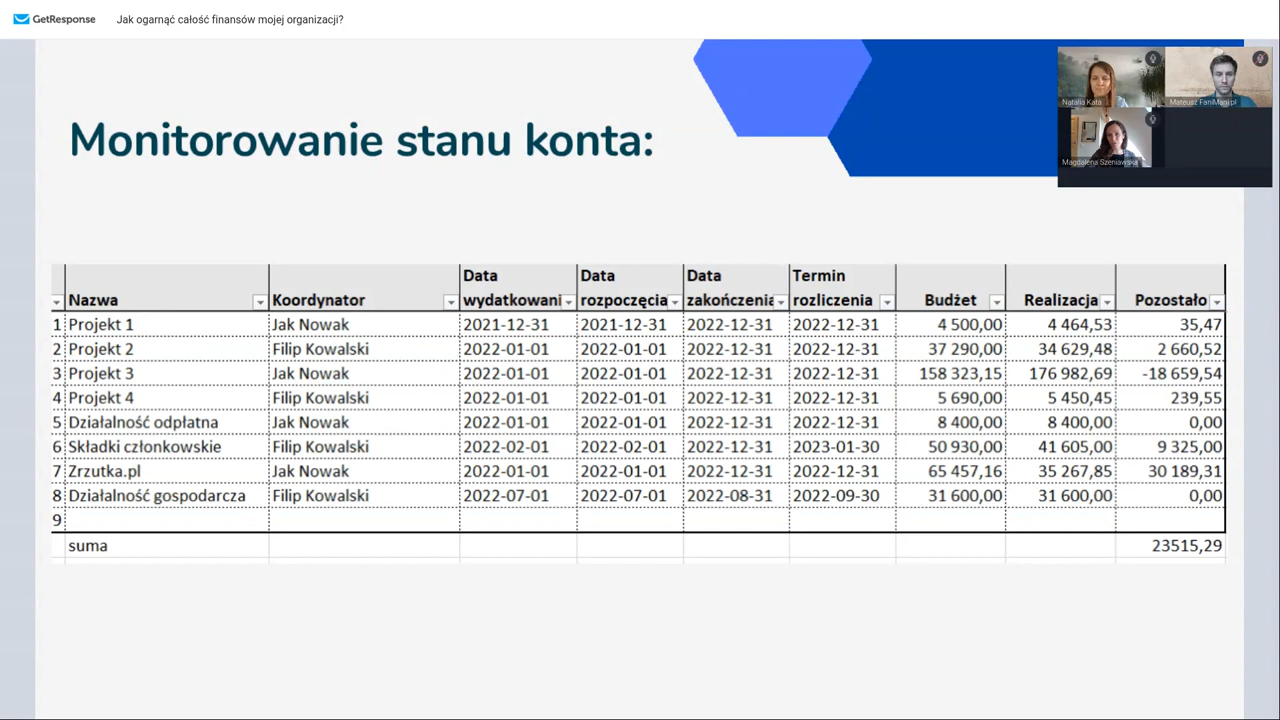 GetResponse Jak ogarnąć całość finansów mojej organizacji?
Natalia Kata
Mateusz FaniMani.pl
Magdalena Szeniawska
Monitorowanie stanu konta:
Nazwa Koordynator Data wydatkowani Data rozpoczęcia Data zakończenia Termin rozliczenia Budżet Realizacja Pozostało
1 Projekt 1 Jak Nowak 2021-12-31 2021-12-31 2022-12-31 2022-12-31 4 500,00 4 464,53 35,47
2 Projekt 2 Filip Kowalski 2022-01-01 2022-01-01 2022-12-31 2022-12-31 37 290,00 34 629,48 2 660,52
3 Projekt 3 Jak Nowak 2022-01-01 2022-01-01 2022-12-31 2022-12-31 158 323,15 176 982,69 -18 659,54
4 Projekt 4 Filip Kowalski 2022-01-01 2022-01-01 2022-12-31 2022-12-31 5 690,00 5 450,45 239,55
5 Działalność odpłatna Jak Nowak 2022-01-01 2022-01-01 2022-12-31 2022-12-31 8 400,00 8 400,00 0,00
6 Składki członkowskie Filip Kowalski 2022-02-01 2022-02-01 2022-12-31 2023-01-30 50 930,00 41 605,00 9 325,00
7 Zrzutka.pl Jak Nowak 2022-01-01 2022-01-01 2022-12-31 2022-12-31 65 457,16 35 267,85 30 189,31
8 Działalność gospodarcza Filip Kowalski 2022-07-01 2022-07-01 2022-08-31 2022-09-30 31 600,00 31 600,00 0,00
9
suma 23515,29